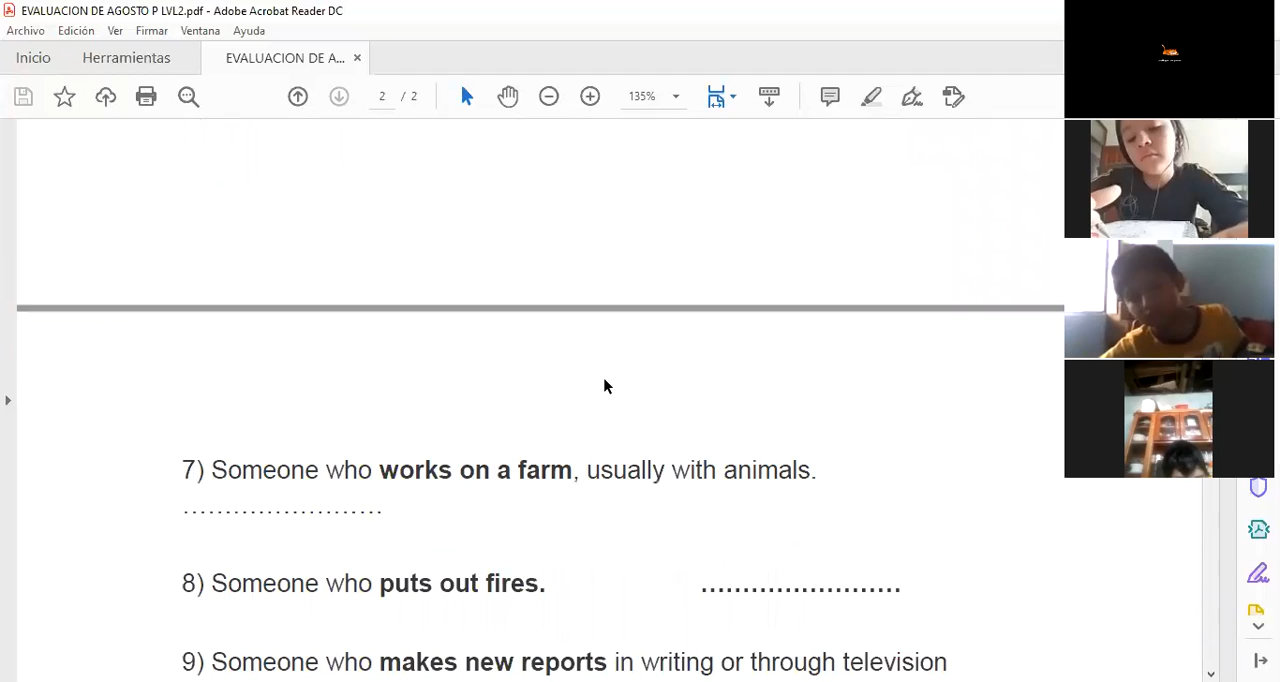 EVALUACION DE AGOSTO P LVL2.pdf - Adobe Acrobat Reader DC
Archivo Edición Ver Firmar Ventana Ayuda
Inicio Herramientas EVALUACION DE A... ×
2 / 2 135%
7) Someone who works on a farm, usually with animals.
........................
8) Someone who puts out fires. ........................
9) Someone who makes new reports in writing or through television